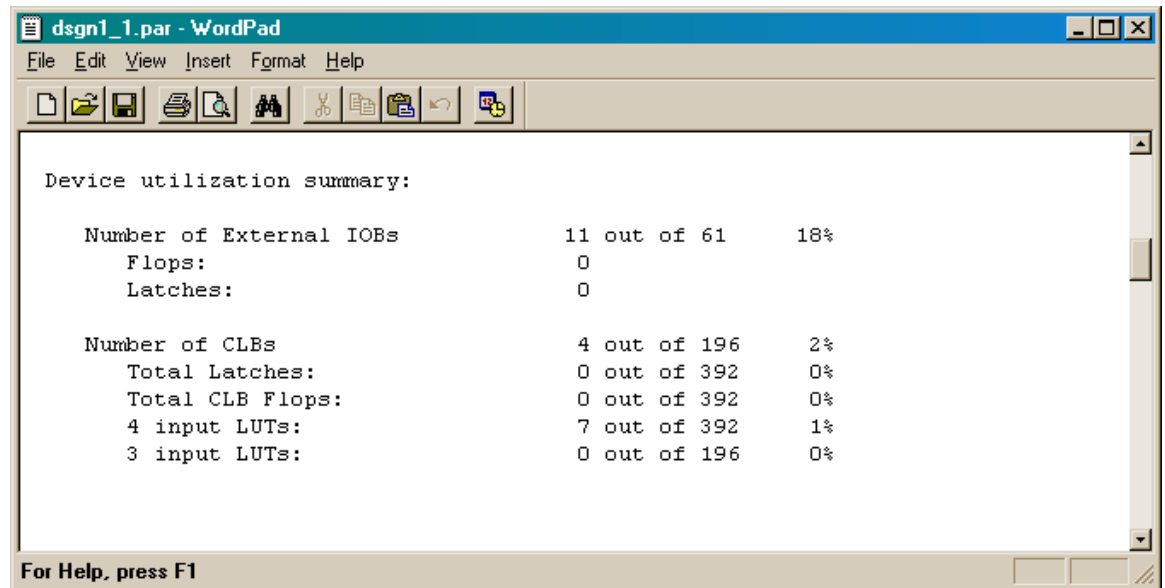 dsgn1_1.par - WordPad
File Edit View Insert Format Help
Device utilization summary:
Number of External IOBs 11 out of 61 18%
Flops: 0
Latches: 0
Number of CLBs 4 out of 196 2%
Total Latches: 0 out of 392 0%
Total CLB Flops: 0 out of 392 0%
4 input LUTs: 7 out of 392 1%
3 input LUTs: 0 out of 196 0%
For Help, press F1